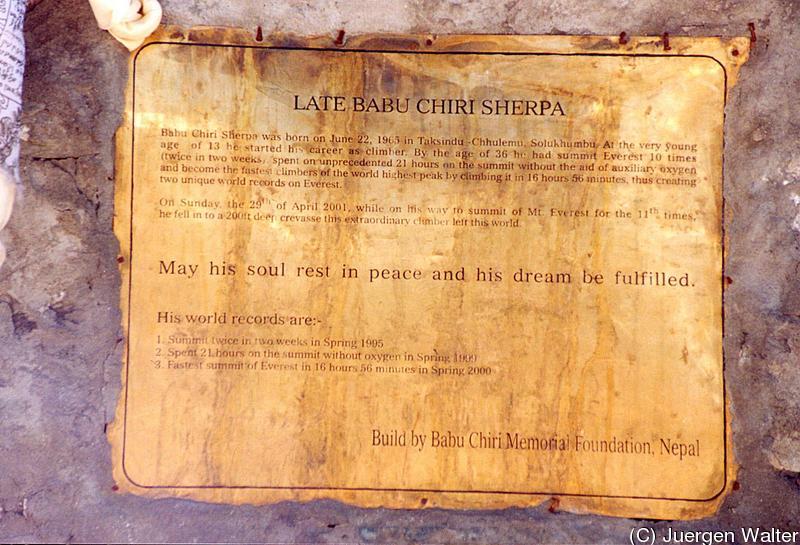 LATE BABU CHIRI SHERPA
Babu Chiri Sherpa was born on June 22, 1965 in Taksindu -Chhulemu, Solukhumbu. At the very young
age of 13 he started his career as climber. By the age of 36 he had summit Everest 10 times
(twice in two weeks), spent on unprecedented 21 hours on the summit without the aid of auxiliary oxygen
and become the fastest climbers of the world highest peak by climbing it in 16 hours 56 minutes, thus creating
two unique world records on Everest.
On Sunday, the 29th of April 2001, while on his way to summit of Mt. Everest for the 11th times,
he fell in to a 200ft deep crevasse this extraordinary climber left this world.
May his soul rest in peace and his dream be fulfilled.
His world records are:-
1. Summit twice in two weeks in Spring 1995
2. Spent 21 hours on the summit without oxygen in Spring 1999
3. Fastest summit of Everest in 16 hours 56 minutes in Spring 2000
Build by Babu Chiri Memorial Foundation, Nepal
(C) Juergen Walter